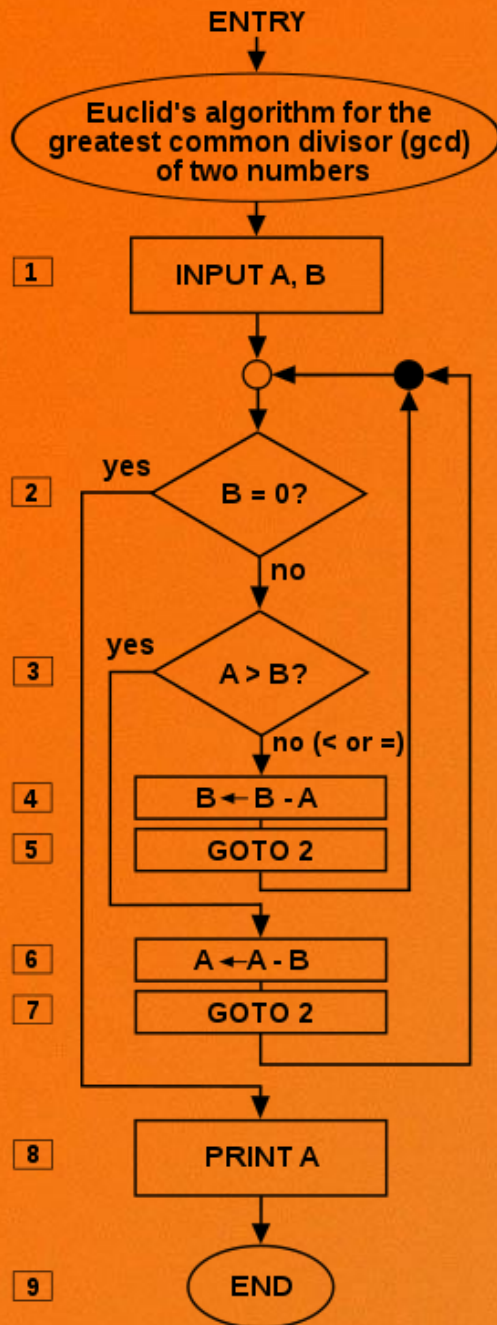 ENTRY
Euclid's algorithm for the
greatest common divisor (gcd)
of two numbers
1
INPUT A, B
yes
2
B = 0?
no
yes
3
A > B?
no (< or =)
4
B ← B - A
5
GOTO 2
6
A ← A - B
7
GOTO 2
8
PRINT A
9
END